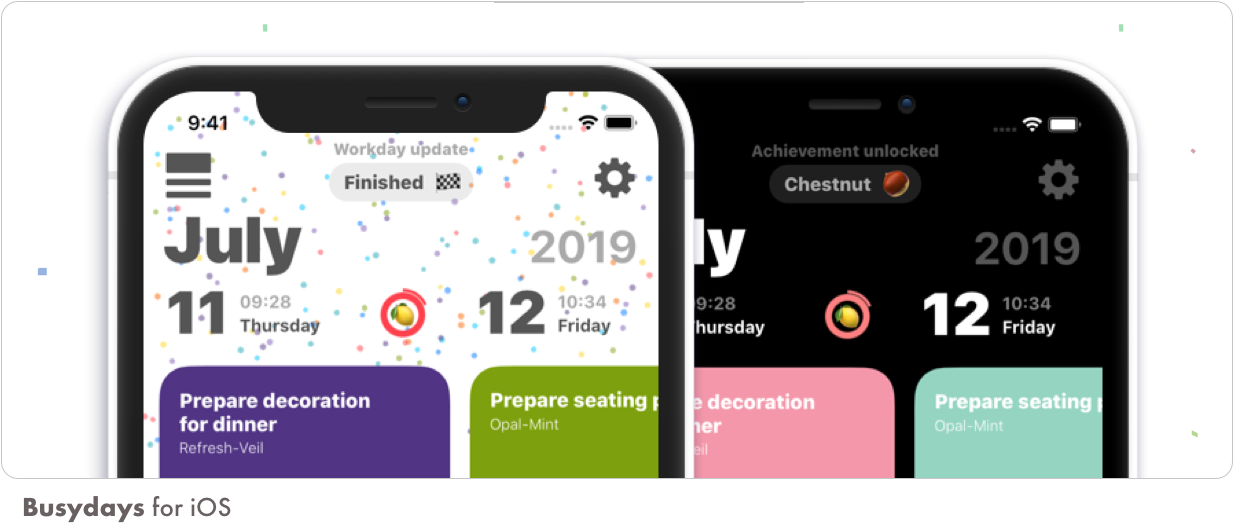 9:41
Workday update
Finished
July
2019
11
09:28
Thursday
12
10:34
Friday
Prepare decoration
for dinner
Refresh-Veil
Prepare seating
Opal-Mint
Achievement unlocked
Chestnut
ly
2019
9:28
hursday
12
10:34
Friday
e decoration
ner
eil
Prepare seating
Opal-Mint
Busydays for iOS